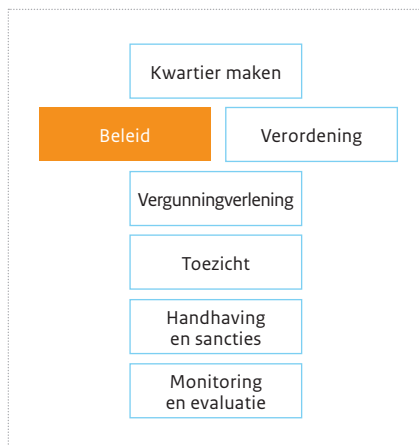 Kwartier maken
Beleid
Verordening
Vergunningverlening
Toezicht
Handhaving
en sancties
Monitoring
en evaluatie